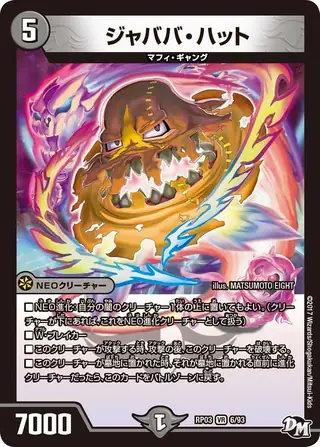 5
ジャババ・ハット
マフィ・ギャング
NEOクリーチャー
illus. MATSUMOTO EIGHT
■NEO進化:自分の闇のクリーチャー1体の上に置いてもよい。(クリー
チャーが下にあれば、これをNEO進化クリーチャーとして扱う)
■W・ブレイカー
■このクリーチャーが攻撃する時、攻撃の後、このクリーチャーを破壊する。
■このクリーチャーが墓地に置かれた時、それが墓地に置かれる直前に進化
クリーチャーだったら、このカードをバトルゾーンに戻す。
7000
RP03 VR 6/93
DM